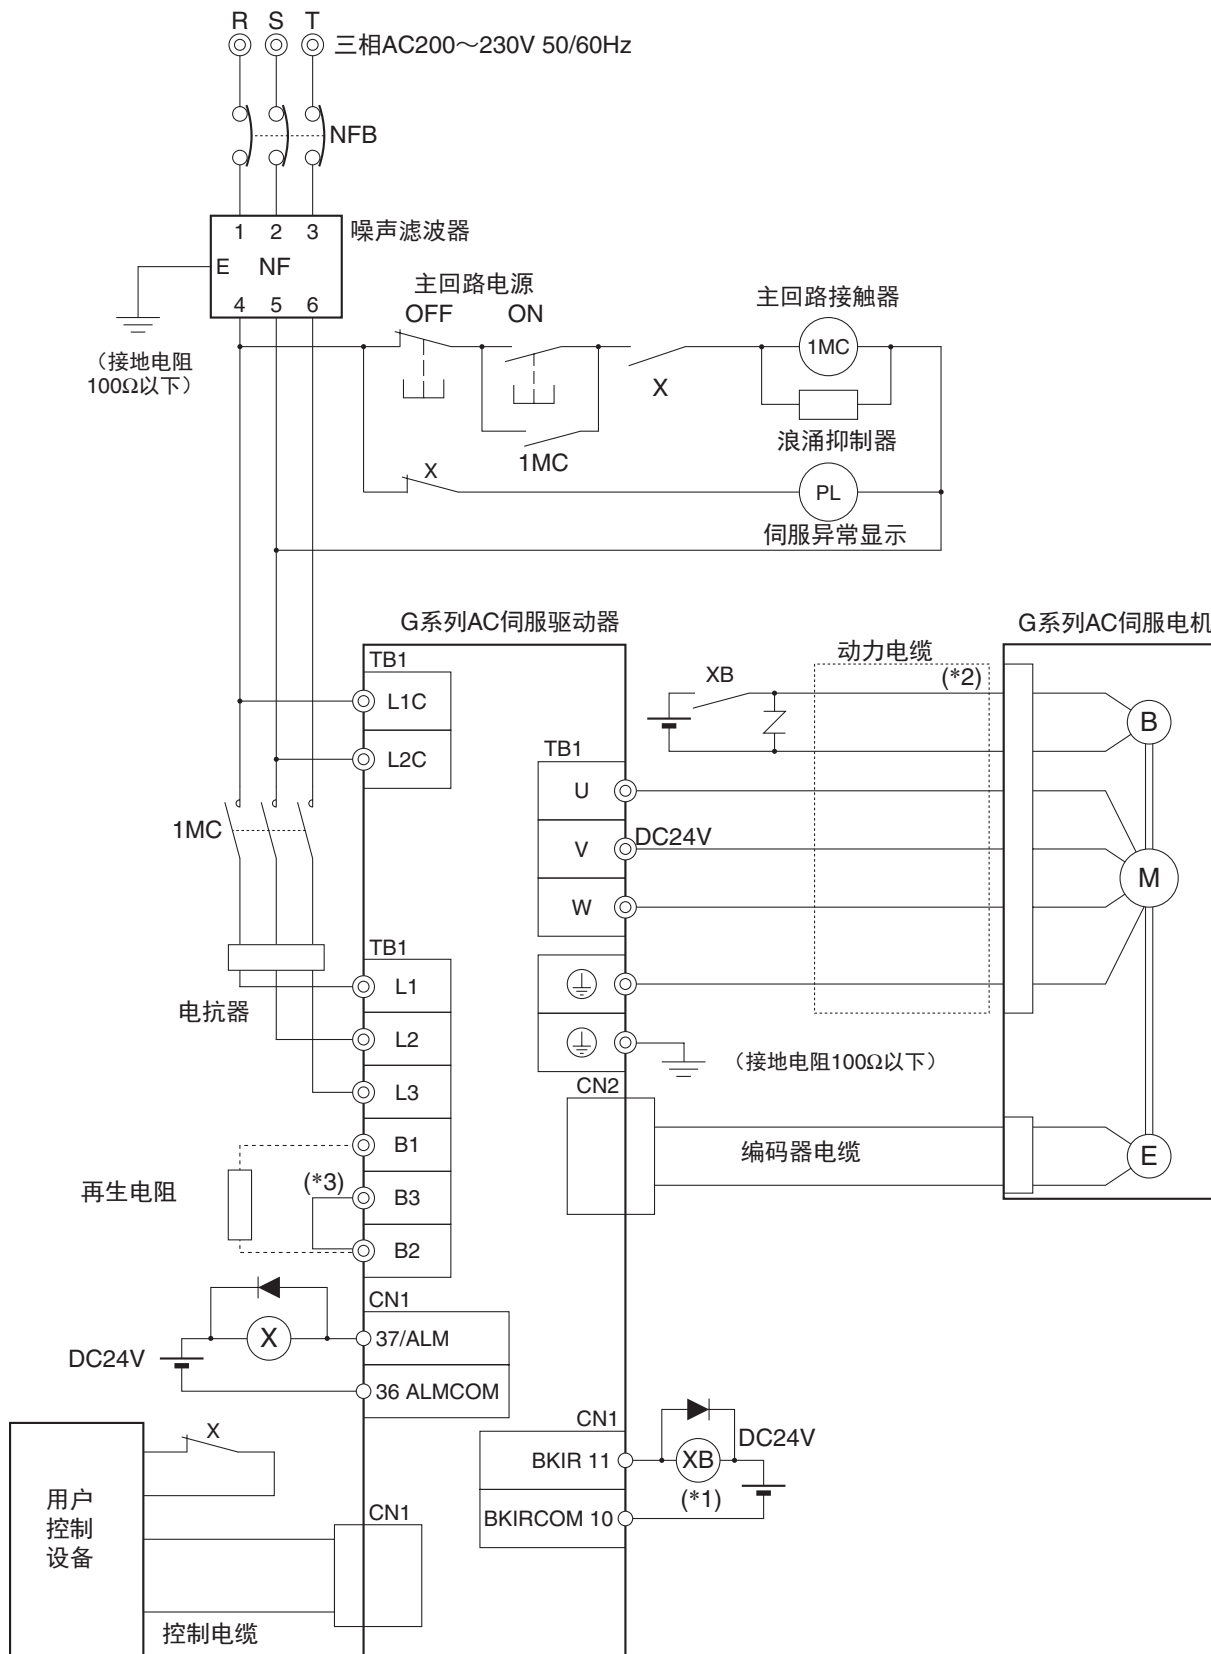 R S T
三相AC200～230V 50/60Hz
NFB
噪声滤波器
1 2 3
E NF
4 5 6
（接地电阻
100Ω以下）
主回路电源
OFF ON
主回路接触器
1MC
X
浪涌抑制器
1MC
X
PL
伺服异常显示
G系列AC伺服驱动器
G系列AC伺服电机
TB1
L1C
L2C
XB
动力电缆
(*2)
B
TB1
U
V
DC24V
W
M
1MC
电抗器
TB1
L1
L2
L3
B1
B3
B2
（接地电阻100Ω以下）
CN2
编码器电缆
E
再生电阻
(*3)
CN1
X
37/ALM
DC24V
36 ALMCOM
X
用户
控制
设备
CN1
BKIR 11
XB
DC24V
(*1)
BKIRCOM 10
CN1
控制电缆